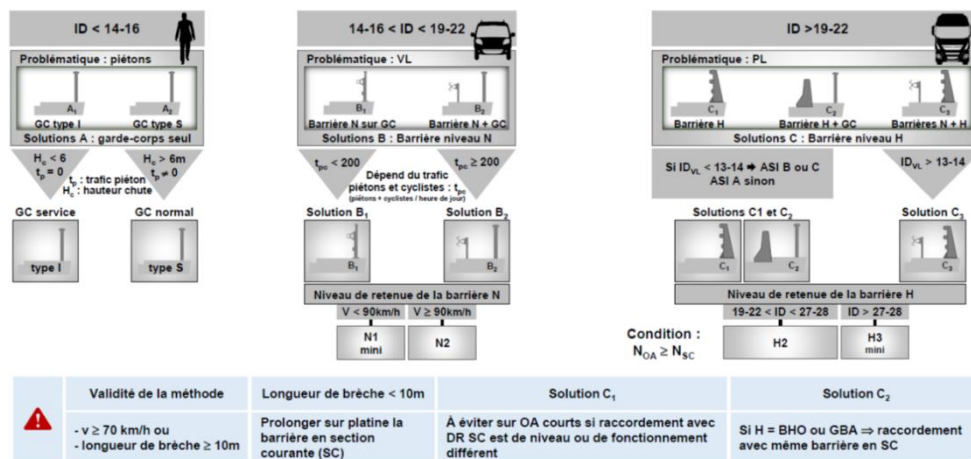 ID < 14-16
Problématique : piétons
A₁
A₂
GC type I
GC type S
Solutions A : garde-corps seul
Hc < 6
tp = 0
Hc > 6m
tp ≠ 0
tp : trafic piéton
Hc : hauteur chute
GC service
GC normal
type I
type S
14-16 < ID < 19-22
Problématique : VL
B₁
B₂
Barrière N sur GC
Barrière N + GC
Solutions B : Barrière niveau N
tpc < 200
tpc ≥ 200
Dépend du trafic
piétons et cyclistes : tpc
(piétons + cyclistes / heure de jour)
Solution B₁
Solution B₂
B₁
B₂
Niveau de retenue de la barrière N
V < 90km/h
V ≥ 90km/h
N1
mini
N2
ID >19-22
Problématique : PL
C₁
C₂
C₃
Barrière H
Barrière H + GC
Barrières N + H
Solutions C : Barrière niveau H
Si IDVL < 13-14 ➡ ASI B ou C
ASI A sinon
IDVL > 13-14
Solutions C1 et C₂
Solution C₃
C₁
C₂
C₃
Niveau de retenue de la barrière H
19-22 < ID < 27-28
ID > 27-28
Condition :
NOA ≥ NSC
H2
H3
mini
Validité de la méthode
Longueur de brèche < 10m
Solution C₁
Solution C₂
- v ≥ 70 km/h ou
- longueur de brèche ≥ 10m
Prolonger sur platine la
barrière en section
courante (SC)
À éviter sur OA courts si raccordement avec
DR SC est de niveau ou de fonctionnement
différent
Si H = BHO ou GBA ⇒ raccordement
avec même barrière en SC